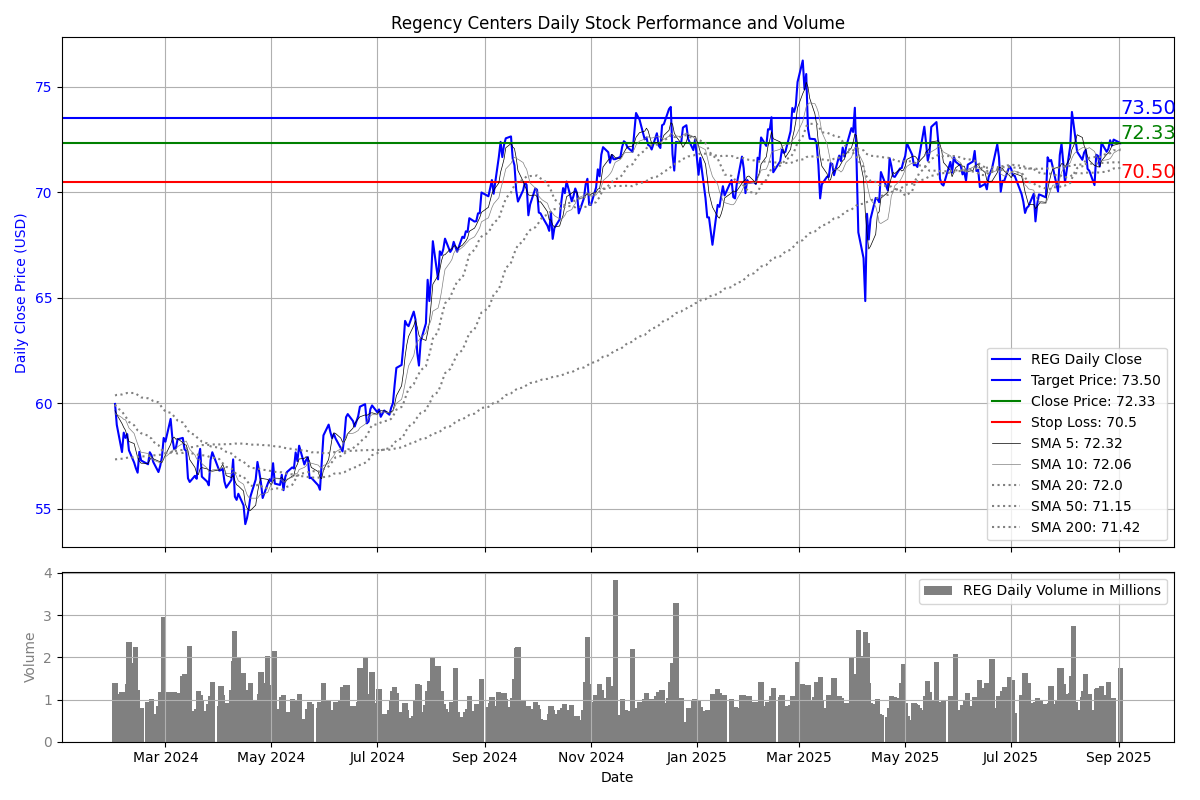 Regency Centers Daily Stock Performance and Volume
Daily Close Price (USD)
75
70
65
60
55
73.50
72.33
70.50
REG Daily Close
Target Price: 73.50
Close Price: 72.33
Stop Loss: 70.5
SMA 5: 72.32
SMA 10: 72.06
SMA 20: 72.0
SMA 50: 71.15
SMA 200: 71.42
Volume
4
3
2
1
0
REG Daily Volume in Millions
Mar 2024
May 2024
Jul 2024
Sep 2024
Nov 2024
Jan 2025
Mar 2025
May 2025
Jul 2025
Sep 2025
Date